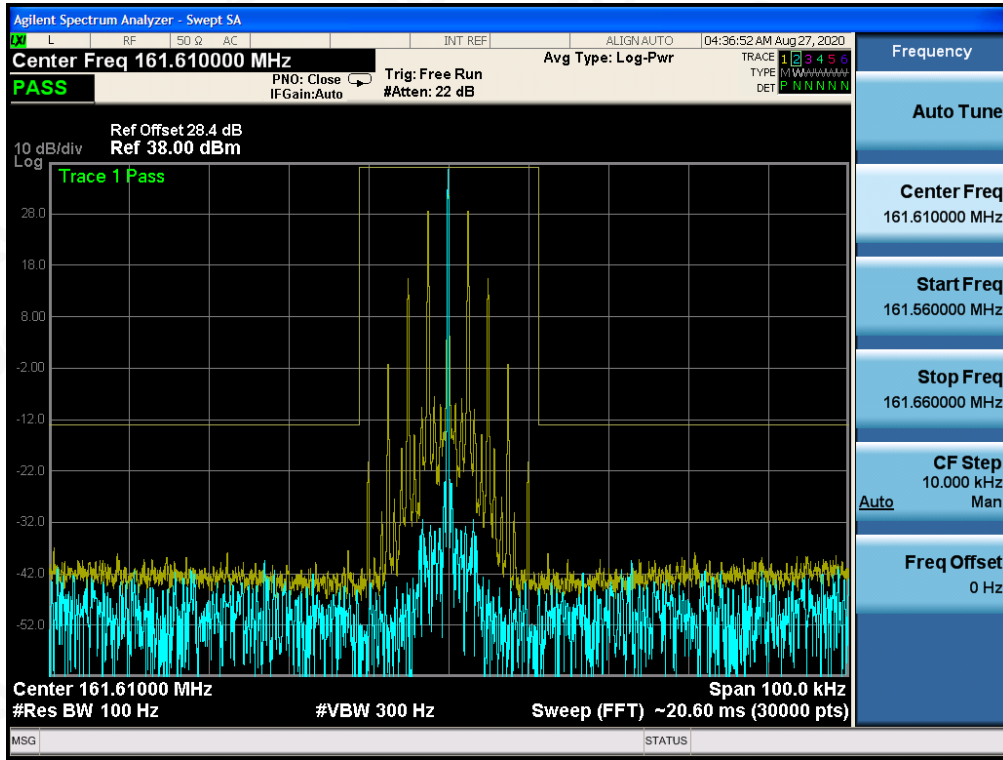 Agilent Spectrum Analyzer - Swept SA
LXI L RF 50 Ω AC INT REF ALIGN AUTO 04:36:52 AM Aug 27, 2020
Center Freq 161.610000 MHz
PASS
PNO: Close
IFGain:Auto
Trig: Free Run
#Atten: 22 dB
Avg Type: Log-Pwr
TRACE 1 2 3 4 5 6
TYPE M WWWWW
DET P N N N N N
Ref Offset 28.4 dB
10 dB/div Ref 38.00 dBm
Log
Trace 1 Pass
28.0
18.0
8.00
-2.00
-12.0
-22.0
-32.0
-42.0
-52.0
Center 161.61000 MHz Span 100.0 kHz
#Res BW 100 Hz #VBW 300 Hz Sweep (FFT) ~20.60 ms (30000 pts)
MSG STATUS
Frequency
Auto Tune
Center Freq
161.610000 MHz
Start Freq
161.560000 MHz
Stop Freq
161.660000 MHz
CF Step
10.000 kHz
Auto Man
Freq Offset
0 Hz